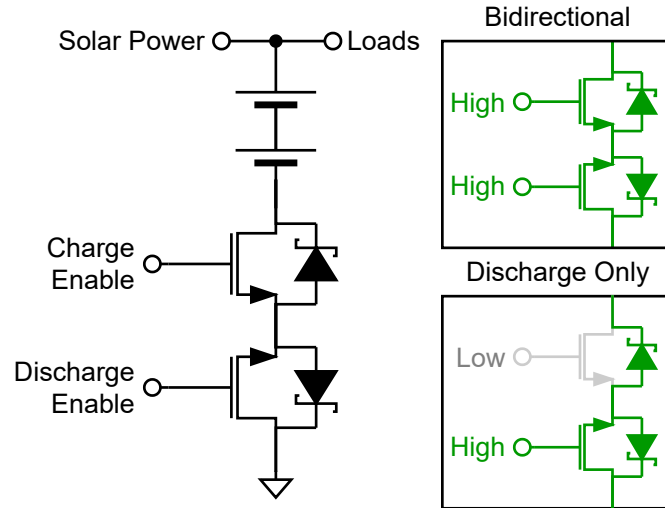 Solar Power
Loads
Charge
Enable
Discharge
Enable
Bidirectional
High
High
Discharge Only
Low
High